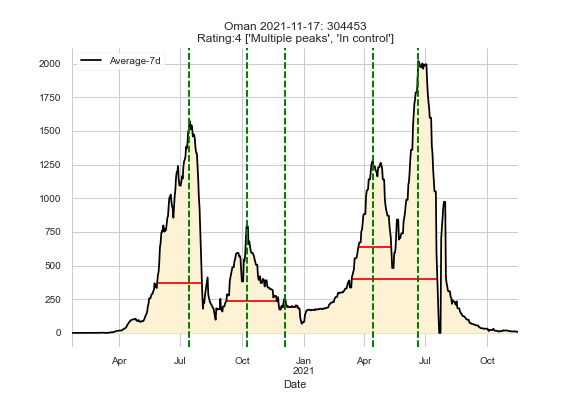 Oman 2021-11-17: 304453
Rating:4 ['Multiple peaks', 'In control']
Average-7d
2000
1750
1500
1250
1000
750
500
250
0
Apr Jul Oct Jan Apr Jul Oct
2021
Date